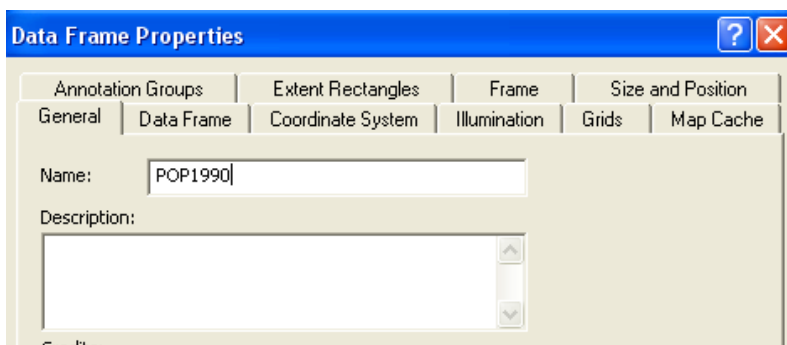 Data Frame Properties
Annotation Groups Extent Rectangles Frame Size and Position
General Data Frame Coordinate System Illumination Grids Map Cache
Name: POP1990
Description: